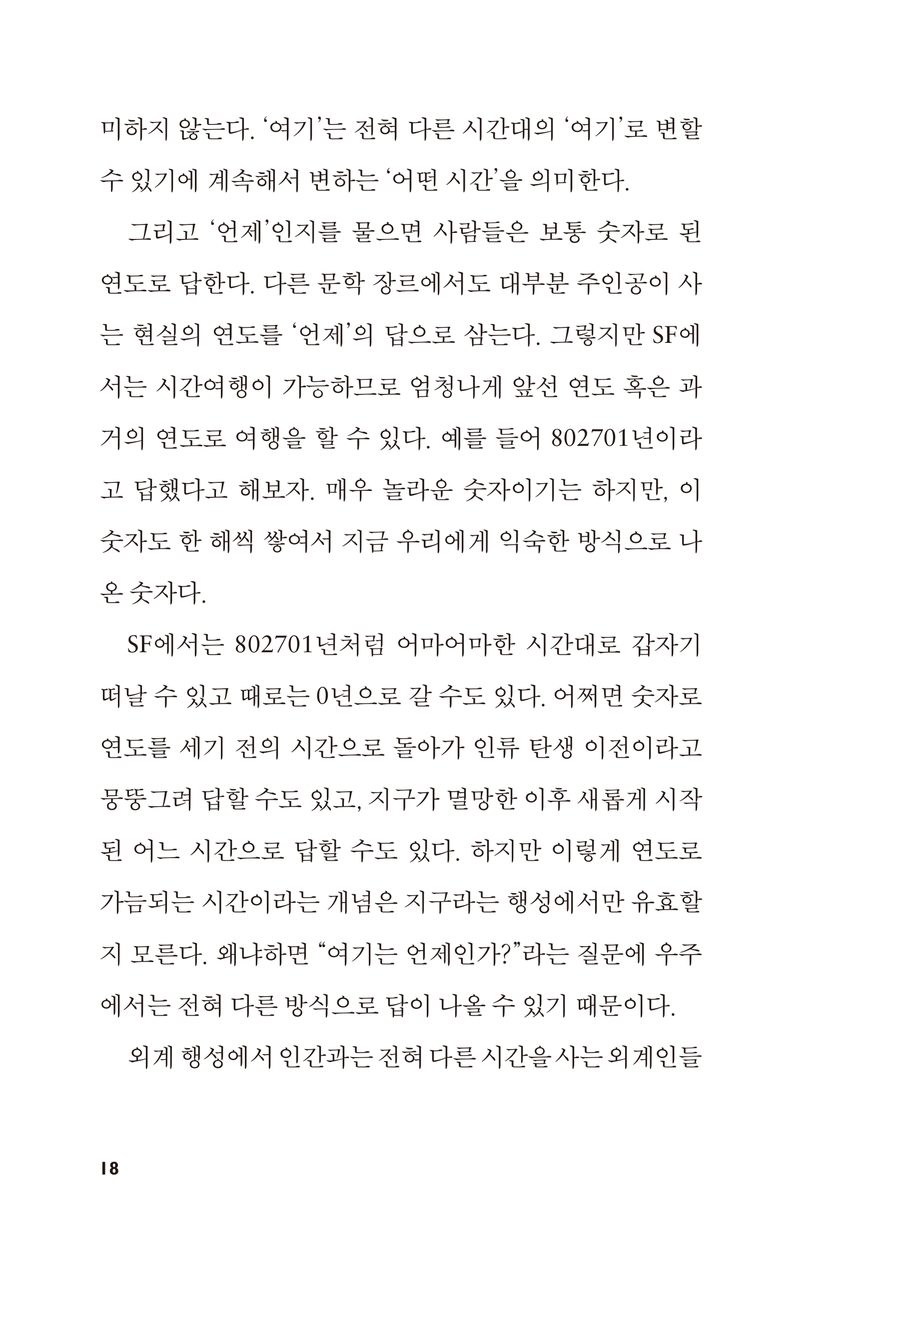 미하지 않는다. ‘여기’는 전혀 다른 시간대의 ‘여기’로 변할
수 있기에 계속해서 변하는 ‘어떤 시간’을 의미한다.
그리고 ‘언제’인지를 물으면 사람들은 보통 숫자로 된
연도로 답한다. 다른 문학 장르에서도 대부분 주인공이 사
는 현실의 연도를 ‘언제’의 답으로 삼는다. 그렇지만 SF에
서는 시간여행이 가능하므로 엄청나게 앞선 연도 혹은 과
거의 연도로 여행을 할 수 있다. 예를 들어 802701년이라
고 답했다고 해보자. 매우 놀라운 숫자이기는 하지만, 이
숫자도 한 해씩 쌓여서 지금 우리에게 익숙한 방식으로 나
온 숫자다.
SF에서는 802701년처럼 어마어마한 시간대로 갑자기
떠날 수 있고 때로는 0년으로 갈 수도 있다. 어쩌면 숫자로
연도를 세기 전의 시간으로 돌아가 인류 탄생 이전이라고
뭉뚱그려 답할 수도 있고, 지구가 멸망한 이후 새롭게 시작
된 어느 시간으로 답할 수도 있다. 하지만 이렇게 연도로
가늠되는 시간이라는 개념은 지구라는 행성에서만 유효할
지 모른다. 왜냐하면 “여기는 언제인가?”라는 질문에 우주
에서는 전혀 다른 방식으로 답이 나올 수 있기 때문이다.
외계 행성에서 인간과는 전혀 다른 시간을 사는 외계인들
18